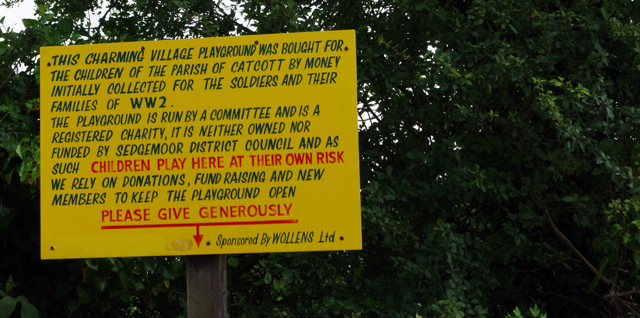 THIS CHARMING VILLAGE PLAYGROUND WAS BOUGHT FOR
THE CHILDREN OF THE PARISH OF CATCOTT BY MONEY
INITIALLY COLLECTED FOR THE SOLDIERS AND THEIR
FAMILIES OF WW2.
THE PLAYGROUND IS RUN BY A COMMITTEE AND IS A
REGISTERED CHARITY, IT IS NEITHER OWNED NOR
FUNDED BY SEDGEMOOR DISTRICT COUNCIL AND AS
SUCH CHILDREN PLAY HERE AT THEIR OWN RISK
WE RELY ON DONATIONS, FUND RAISING AND NEW
MEMBERS TO KEEP THE PLAYGROUND OPEN
PLEASE GIVE GENEROUSLY
Sponsored By WOLLENS Ltd